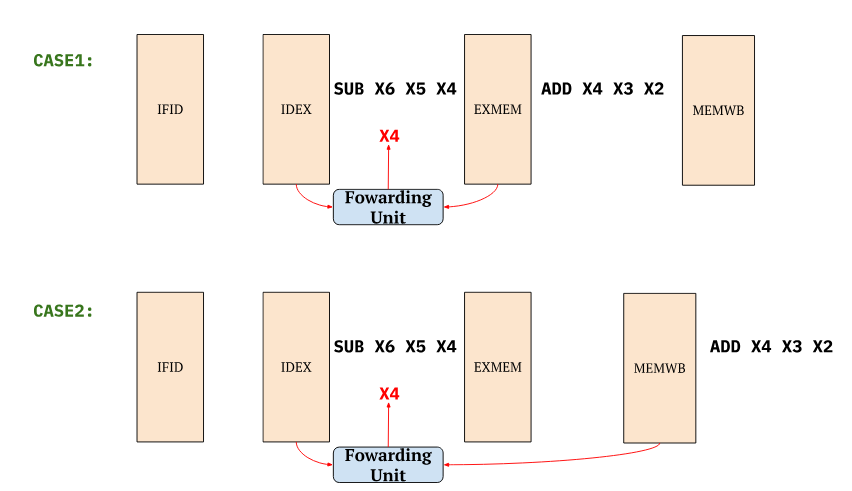 CASE1:
IFID
IDEX
SUB X6 X5 X4
EXMEM
ADD X4 X3 X2
MEMWB
X4
Fowarding
Unit
CASE2:
IFID
IDEX
SUB X6 X5 X4
EXMEM
MEMWB
ADD X4 X3 X2
X4
Fowarding
Unit